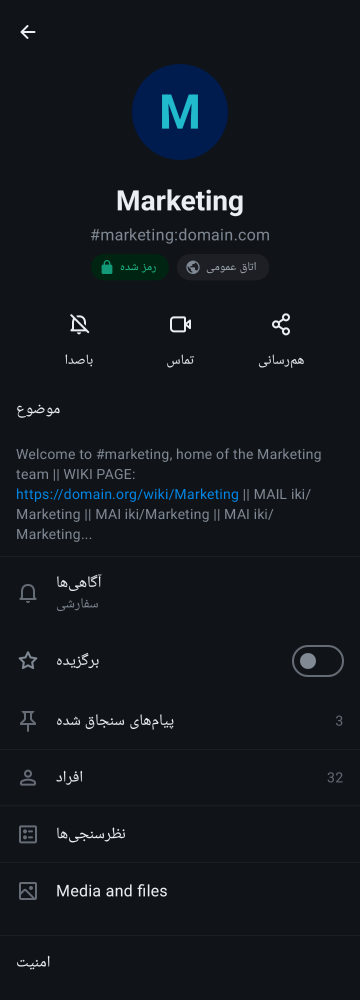 M
Marketing
#marketing:domain.com
رمز شده
اتاق عمومی
باصدا
تماس
هم‌رسانی
موضوع
Welcome to #marketing, home of the Marketing
team || WIKI PAGE:
https://domain.org/wiki/Marketing || MAIL iki/
Marketing || MAI iki/Marketing || MAI iki/
Marketing...
آگاهی‌ها
سفارشی
برگزیده
پیام‌های سنجاق شده 3
افراد 32
نظرسنجی‌ها
Media and files
امنیت